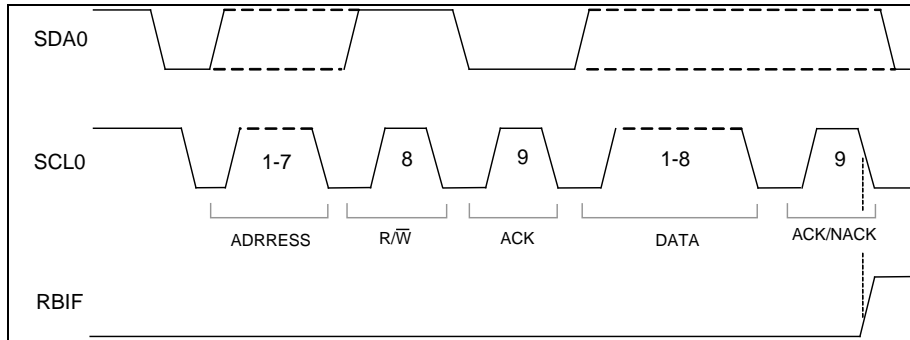 SDA0
SCL0
1-7
8
9
1-8
9
ADRRESS
R/W̅
ACK
DATA
ACK/NACK
RBIF